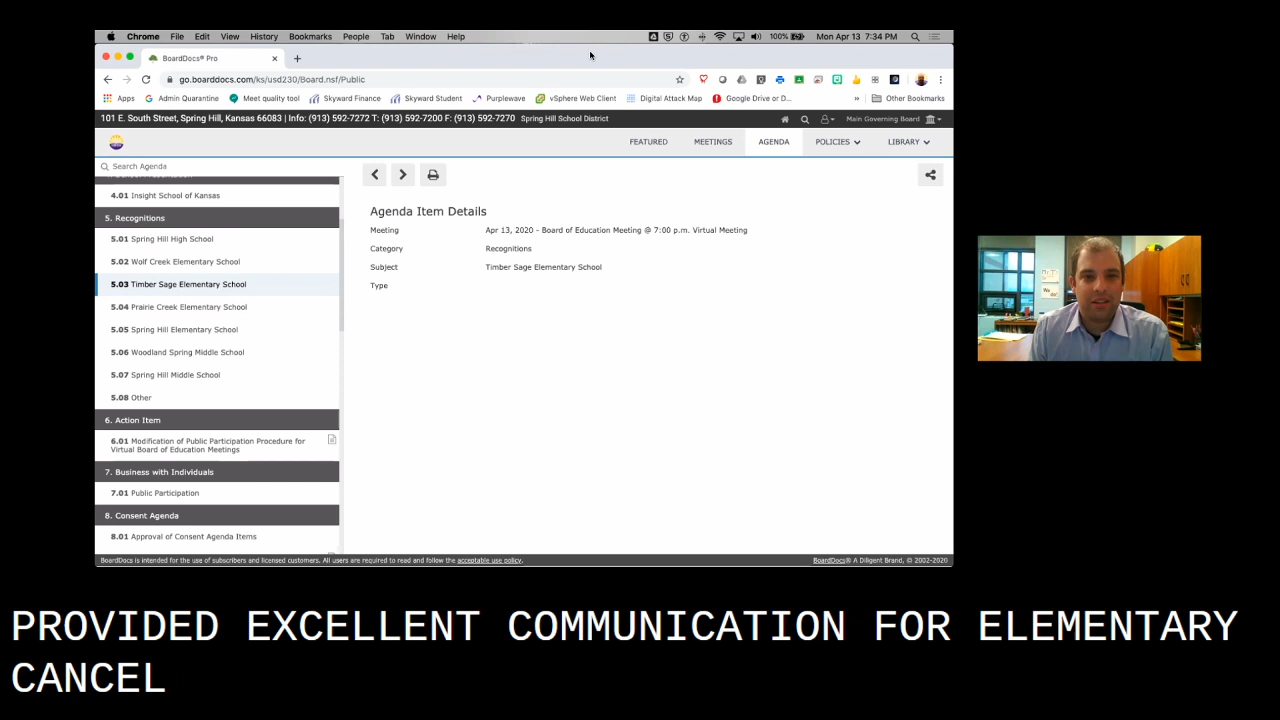 Chrome File Edit View History Bookmarks People Tab Window Help 100% Mon Apr 13 7:34 PM
BoardDocs® Pro
go.boarddocs.com/ks/usd230/Board.nsf/Public
Apps Admin Quarantine Meet quality tool Skyward Finance Skyward Student Purplewave vSphere Web Client Digital Attack Map Google Drive or D... » Other Bookmarks
101 E. South Street, Spring Hill, Kansas 66083 | Info: (913) 592-7272 T: (913) 592-7200 F: (913) 592-7270 Spring Hill School District Main Governing Board
FEATURED MEETINGS AGENDA POLICIES LIBRARY
Search Agenda
4.01 Insight School of Kansas
5. Recognitions
5.01 Spring Hill High School
5.02 Wolf Creek Elementary School
5.03 Timber Sage Elementary School
5.04 Prairie Creek Elementary School
5.05 Spring Hill Elementary School
5.06 Woodland Spring Middle School
5.07 Spring Hill Middle School
5.08 Other
6. Action Item
6.01 Modification of Public Participation Procedure for
Virtual Board of Education Meetings
7. Business with Individuals
7.01 Public Participation
8. Consent Agenda
8.01 Approval of Consent Agenda Items
Agenda Item Details
Meeting Apr 13, 2020 - Board of Education Meeting @ 7:00 p.m. Virtual Meeting
Category Recognitions
Subject Timber Sage Elementary School
Type
BoardDocs is intended for the use of subscribers and licensed customers. All users are required to read and follow the acceptable use policy. BoardDocs® A Diligent Brand, © 2002-2020
PROVIDED EXCELLENT COMMUNICATION FOR ELEMENTARY
CANCEL